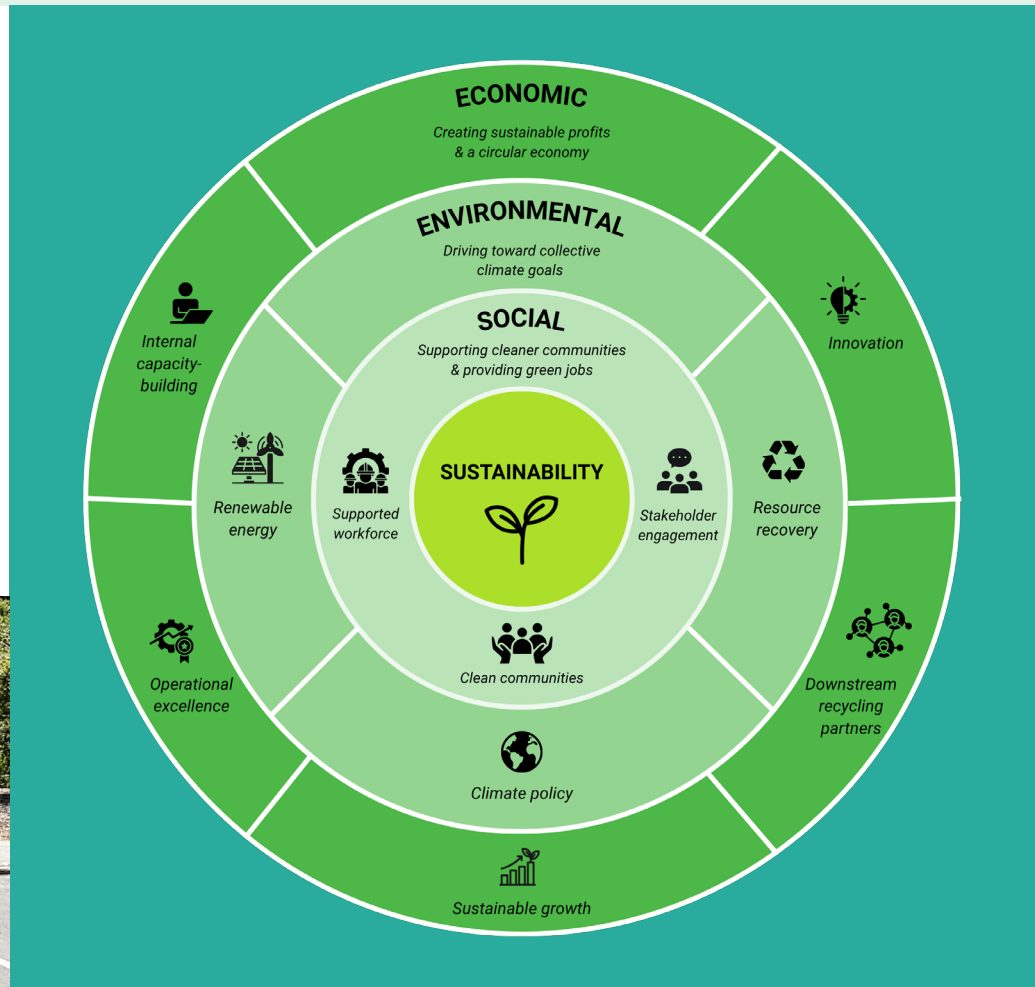 ECONOMIC
Creating sustainable profits
& a circular economy
ENVIRONMENTAL
Driving toward collective
climate goals
SOCIAL
Supporting cleaner communities
& providing green jobs
SUSTAINABILITY
Internal
capacity-
building
Innovation
Renewable
energy
Supported
workforce
Stakeholder
engagement
Resource
recovery
Operational
excellence
Clean communities
Downstream
recycling
partners
Climate policy
Sustainable growth